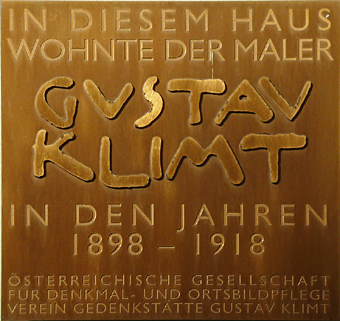 IN DIESEM HAUS
WOHNTE DER MALER
GUSTAV
KLIMT
IN DEN JAHREN
1898 – 1918
ÖSTERREICHISCHE GESELLSCHAFT
FÜR DENKMAL- UND ORTSBILDPFLEGE
VEREIN GEDENKSTÄTTE GUSTAV KLIMT